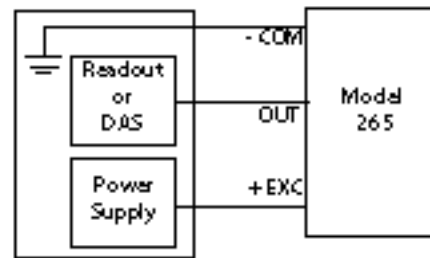 - COM
Readout
or
DAS
OUT
Model
265
Power
Supply
+EXC